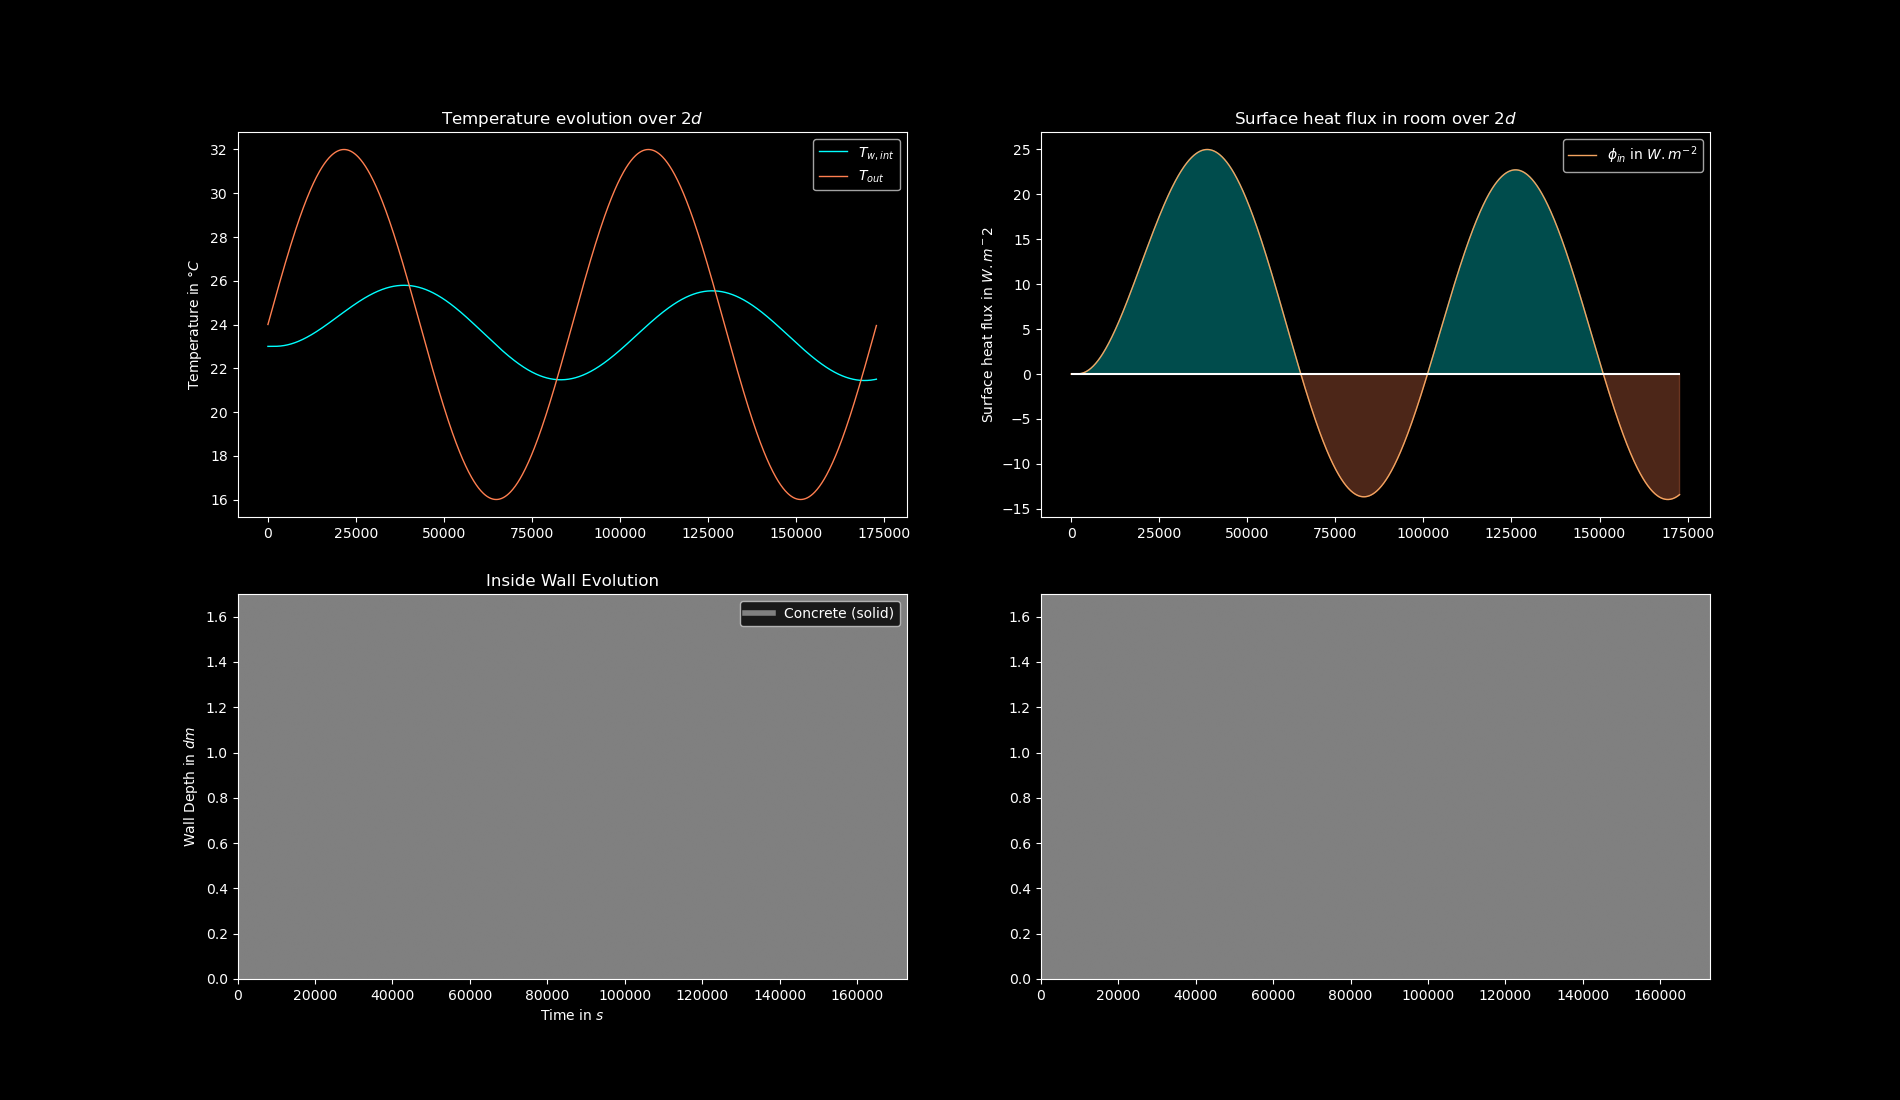 Temperature evolution over 2d
Temperature in °C
32
30
28
26
24
22
20
18
16
T_{w,int}
T_{out}
0 25000 50000 75000 100000 125000 150000 175000
Surface heat flux in room over 2d
Surface heat flux in W.m^-2
25
20
15
10
5
0
−5
−10
−15
ϕ_{in} in W.m^{−2}
0 25000 50000 75000 100000 125000 150000 175000
Inside Wall Evolution
Wall Depth in dm
1.6
1.4
1.2
1.0
0.8
0.6
0.4
0.2
0.0
Concrete (solid)
0 20000 40000 60000 80000 100000 120000 140000 160000
Time in s
1.6
1.4
1.2
1.0
0.8
0.6
0.4
0.2
0.0
0 20000 40000 60000 80000 100000 120000 140000 160000